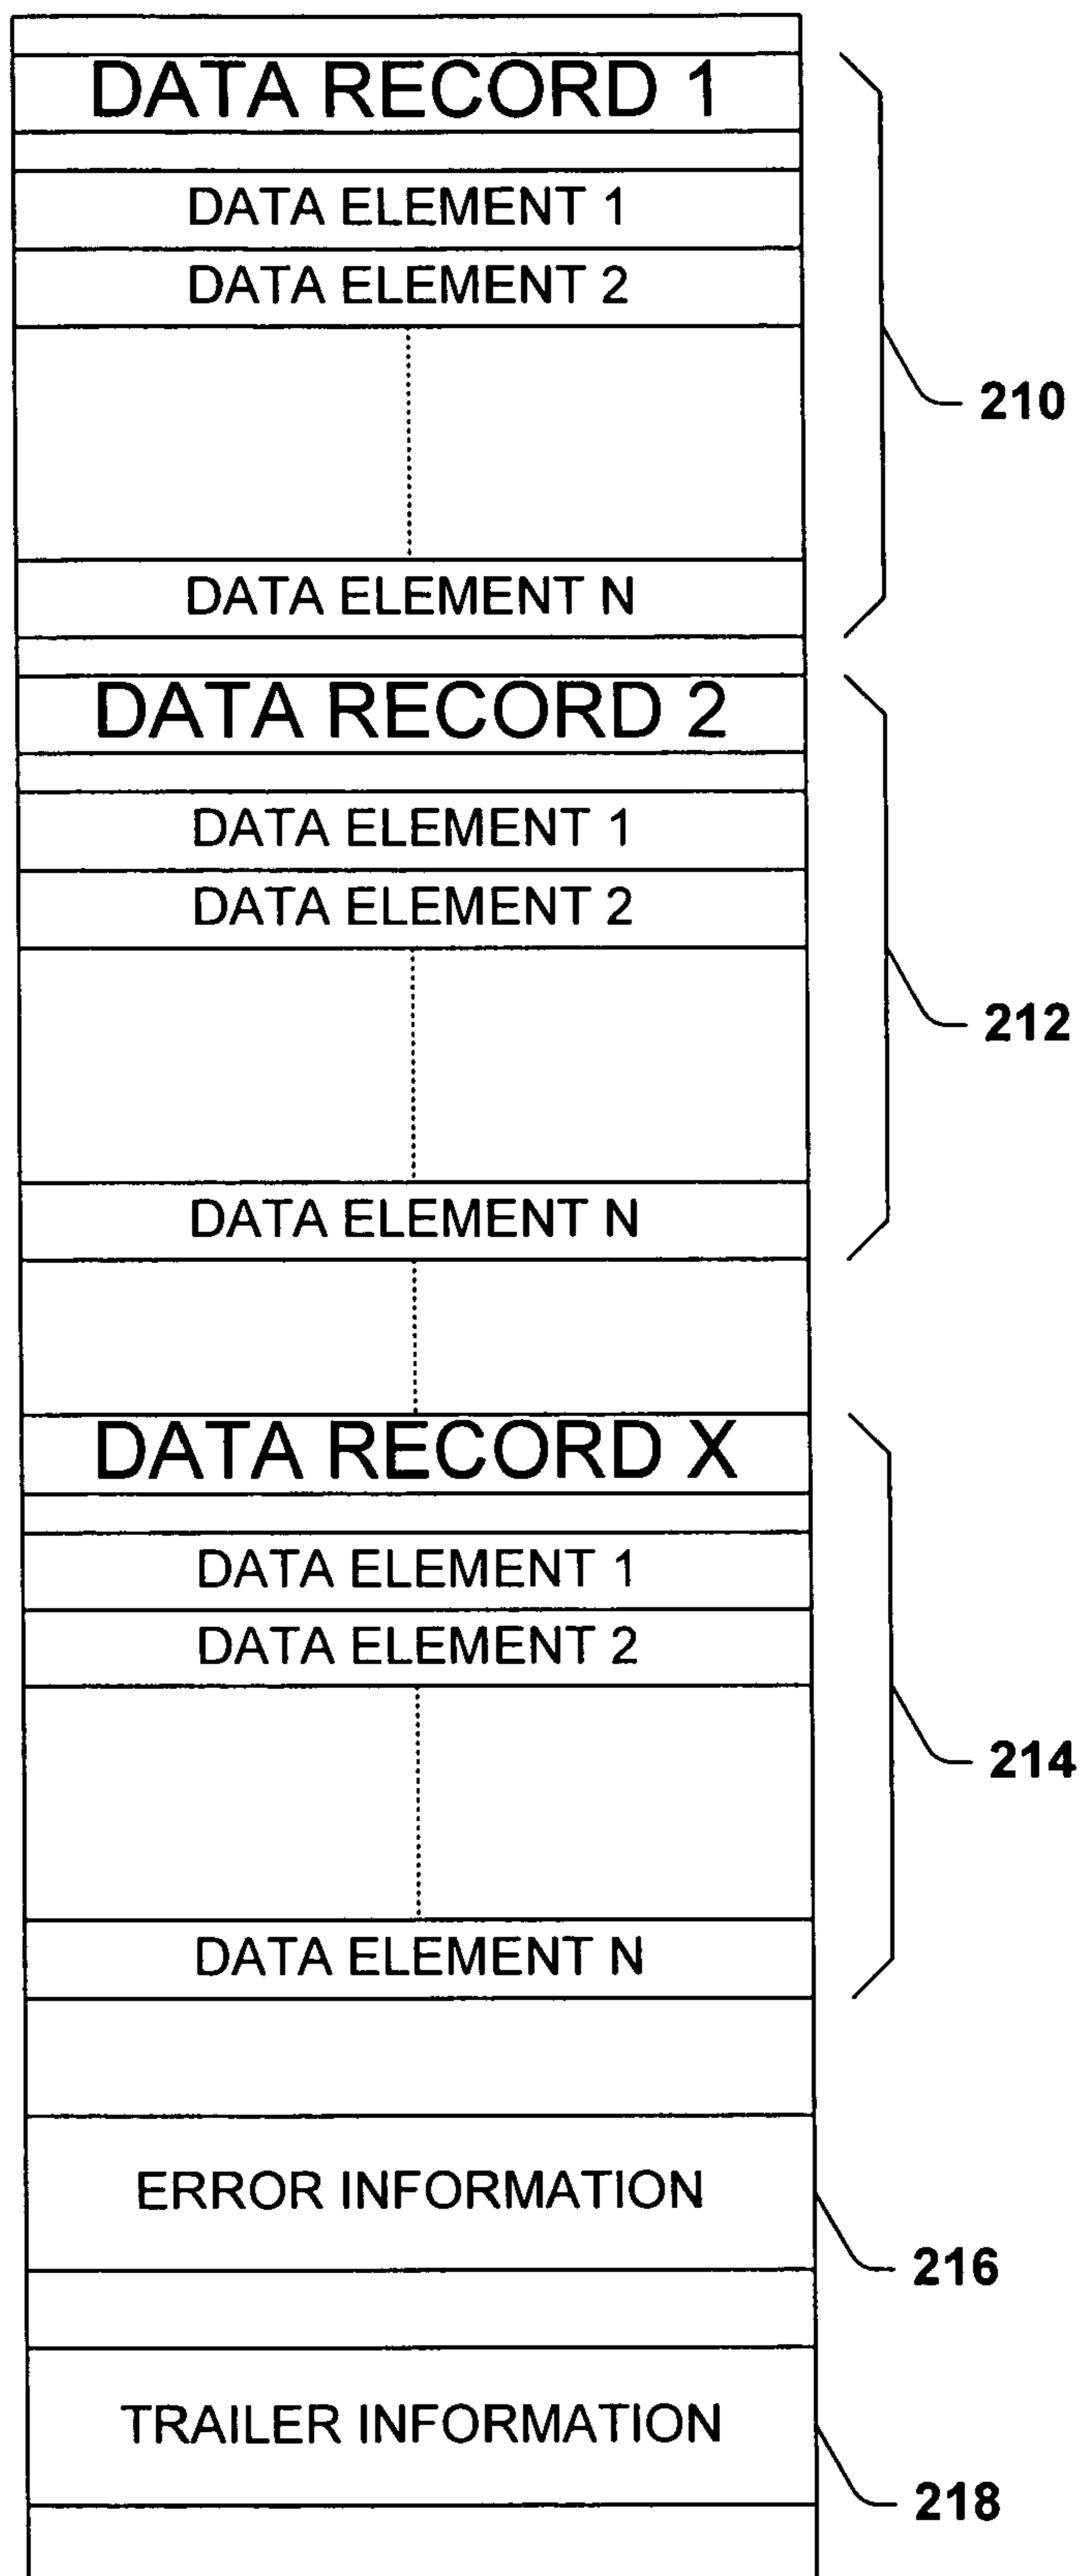 DATA RECORD 1
DATA ELEMENT 1
DATA ELEMENT 2
210
DATA ELEMENT N
DATA RECORD 2
DATA ELEMENT 1
DATA ELEMENT 2
212
DATA ELEMENT N
DATA RECORD X
DATA ELEMENT 1
DATA ELEMENT 2
214
DATA ELEMENT N
ERROR INFORMATION
216
TRAILER INFORMATION
218